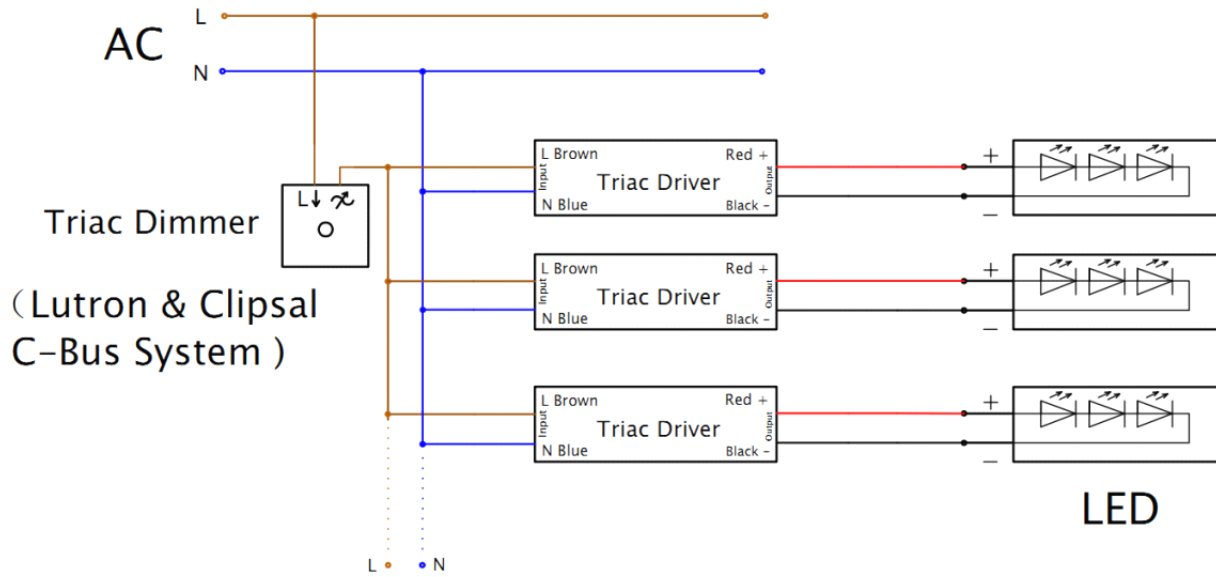 L
AC
N
L Brown
Red +
Input
Triac Driver
Output
N Blue
Black -
+
−
L
Triac Dimmer
(Lutron & Clipsal
C-Bus System )
L Brown
Red +
Input
Triac Driver
Output
N Blue
Black -
+
−
L Brown
Red +
Input
Triac Driver
Output
N Blue
Black -
+
−
LED
L
N